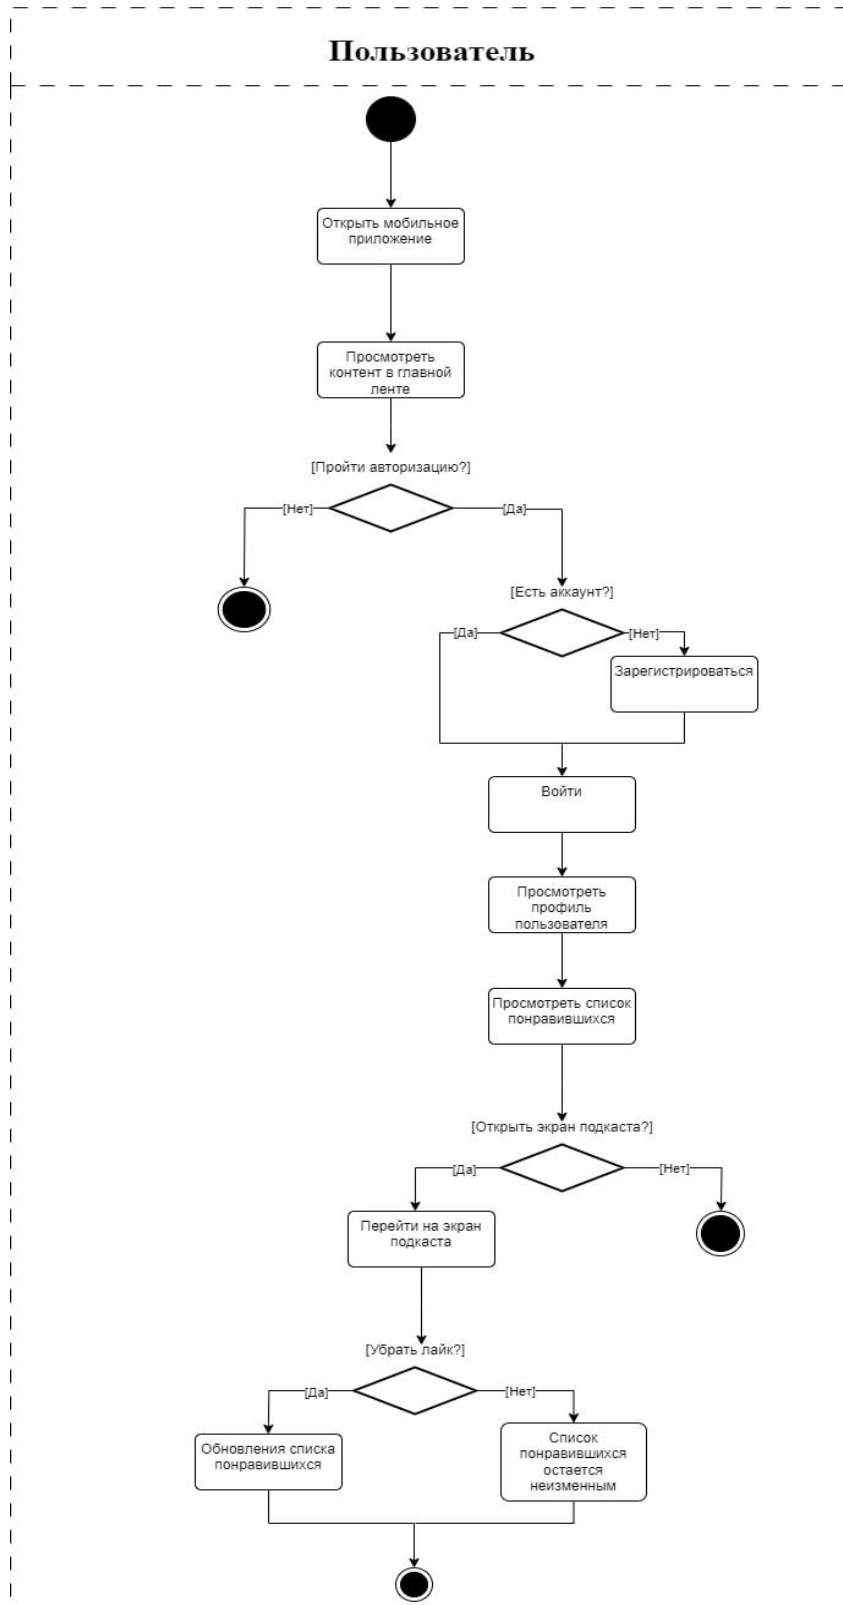 Пользователь
Открыть мобильное
приложение
Просмотреть
контент в главной
ленте
[Пройти авторизацию?]
[Нет]
[Да]
[Есть аккаунт?]
[Да]
[Нет]
Зарегистрироваться
Войти
Просмотреть
профиль
пользователя
Просмотреть список
понравившихся
[Открыть экран подкаста?]
[Да]
[Нет]
Перейти на экран
подкаста
[Убрать лайк?]
[Да]
[Нет]
Обновления списка
понравившихся
Список
понравившихся
остается
неизменным